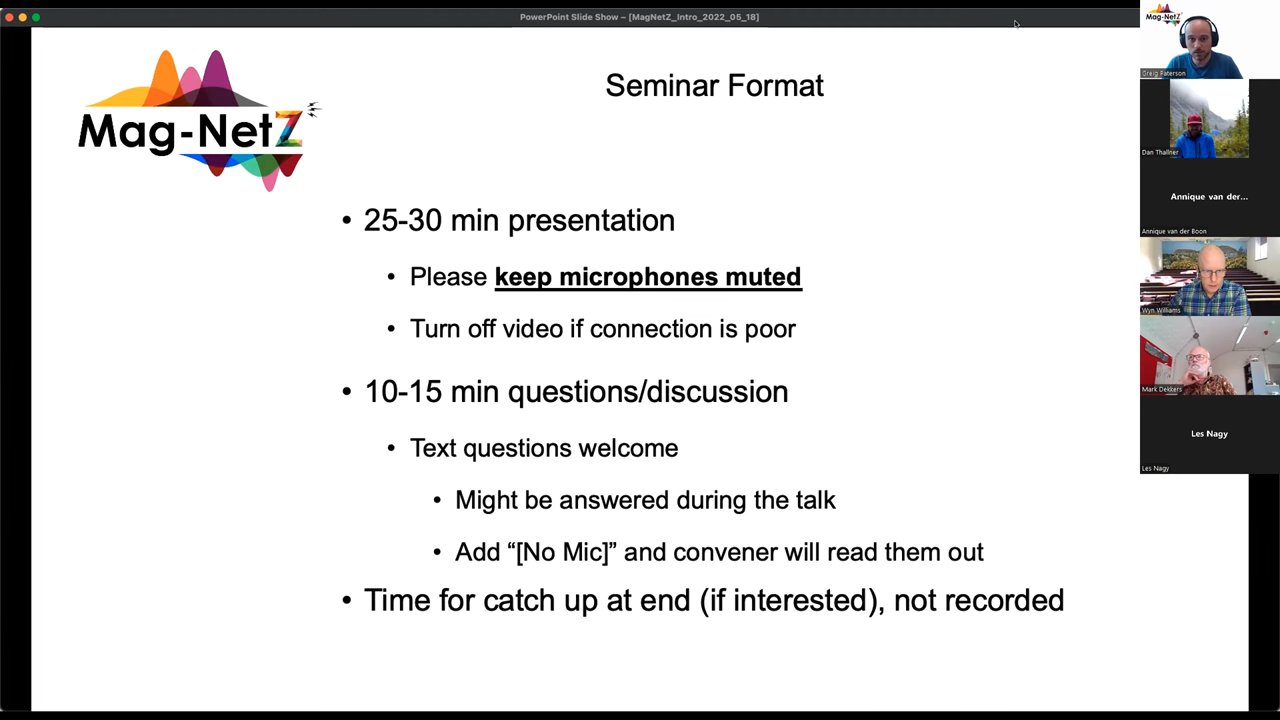 PowerPoint Slide Show – [MagNetZ_Intro_2022_05_18]
Mag-NetZ
Seminar Format
• 25-30 min presentation
• Please keep microphones muted
• Turn off video if connection is poor
• 10-15 min questions/discussion
• Text questions welcome
• Might be answered during the talk
• Add “[No Mic]” and convener will read them out
• Time for catch up at end (if interested), not recorded
Mag-NetZ
Greig Paterson
Dan Thallner
Annique van der...
Annique van der Boon
Wyn Williams
Mark Dekkers
Les Nagy
Les Nagy